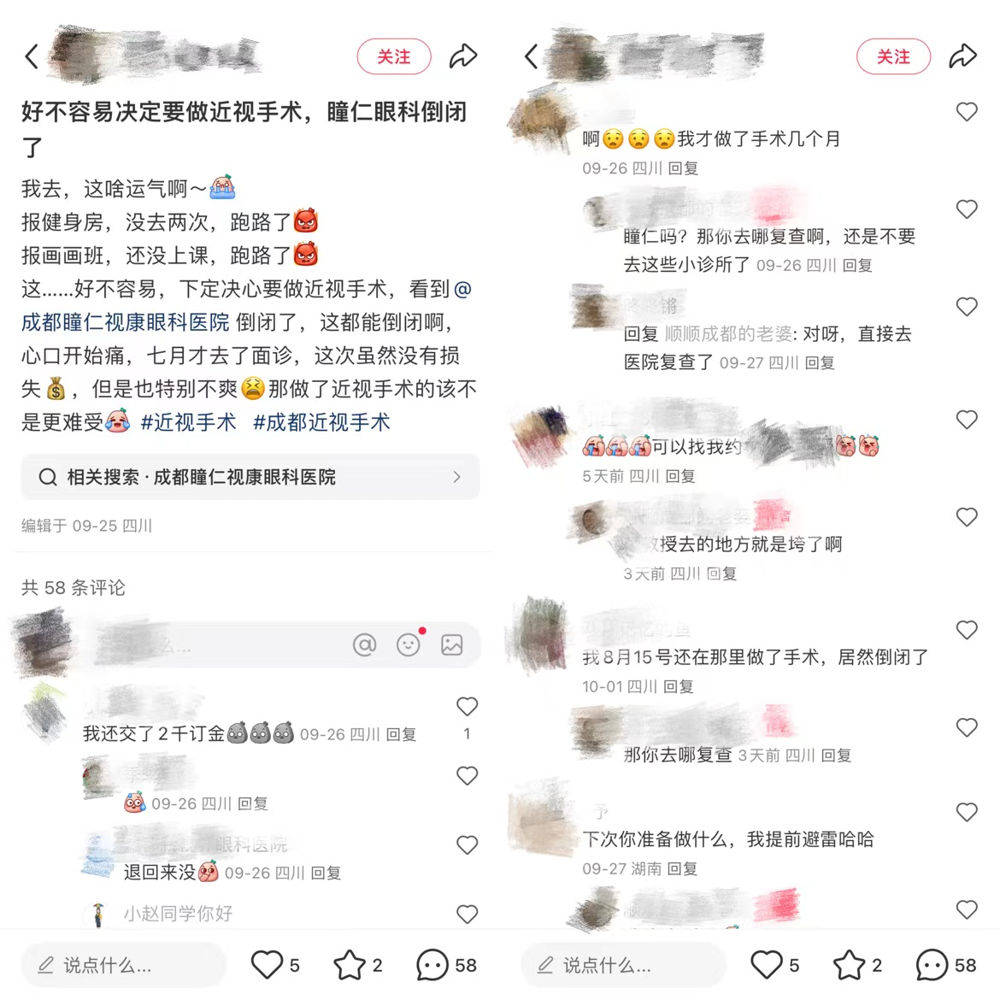 关注
好不容易决定要做近视手术，瞳仁眼科倒闭
了
我去，这啥运气啊～
报健身房，没去两次，跑路了
报画画班，还没上课，跑路了
这……好不容易，下定决心要做近视手术，看到@
成都瞳仁视康眼科医院 倒闭了，这都能倒闭啊，
心口开始痛，七月才去了面诊，这次虽然没有损
失💰，但是也特别不爽😫那做了近视手术的该不
是更难受 #近视手术 #成都近视手术
相关搜索·成都瞳仁视康眼科医院
编辑于 09-25 四川
共 58 条评论
么...
我还交了2千订金 09-26 四川 回复
1
09-26 四川 回复
眼科医院
退回来没 09-26 四川 回复
小赵同学你好
说点什么...
5
2
58
关注
啊😧😧😧我才做了手术几个月
09-26 四川 回复
瞳仁吗？那你去哪复查啊，还是不要
去这些小诊所了 09-26 四川 回复
锵
回复 顺顺成都的老婆: 对呀，直接去
医院复查了 09-27 四川 回复
可以找我约
5天前 四川 回复
教授去的地方就是垮了啊
3天前 四川 回复
我8月15号还在那里做了手术，居然倒闭了
10-01 四川 回复
那你去哪复查 3天前 四川 回复
予
下次你准备做什么，我提前避雷哈哈
09-27 湖南 回复
说点什么...
5
2
58